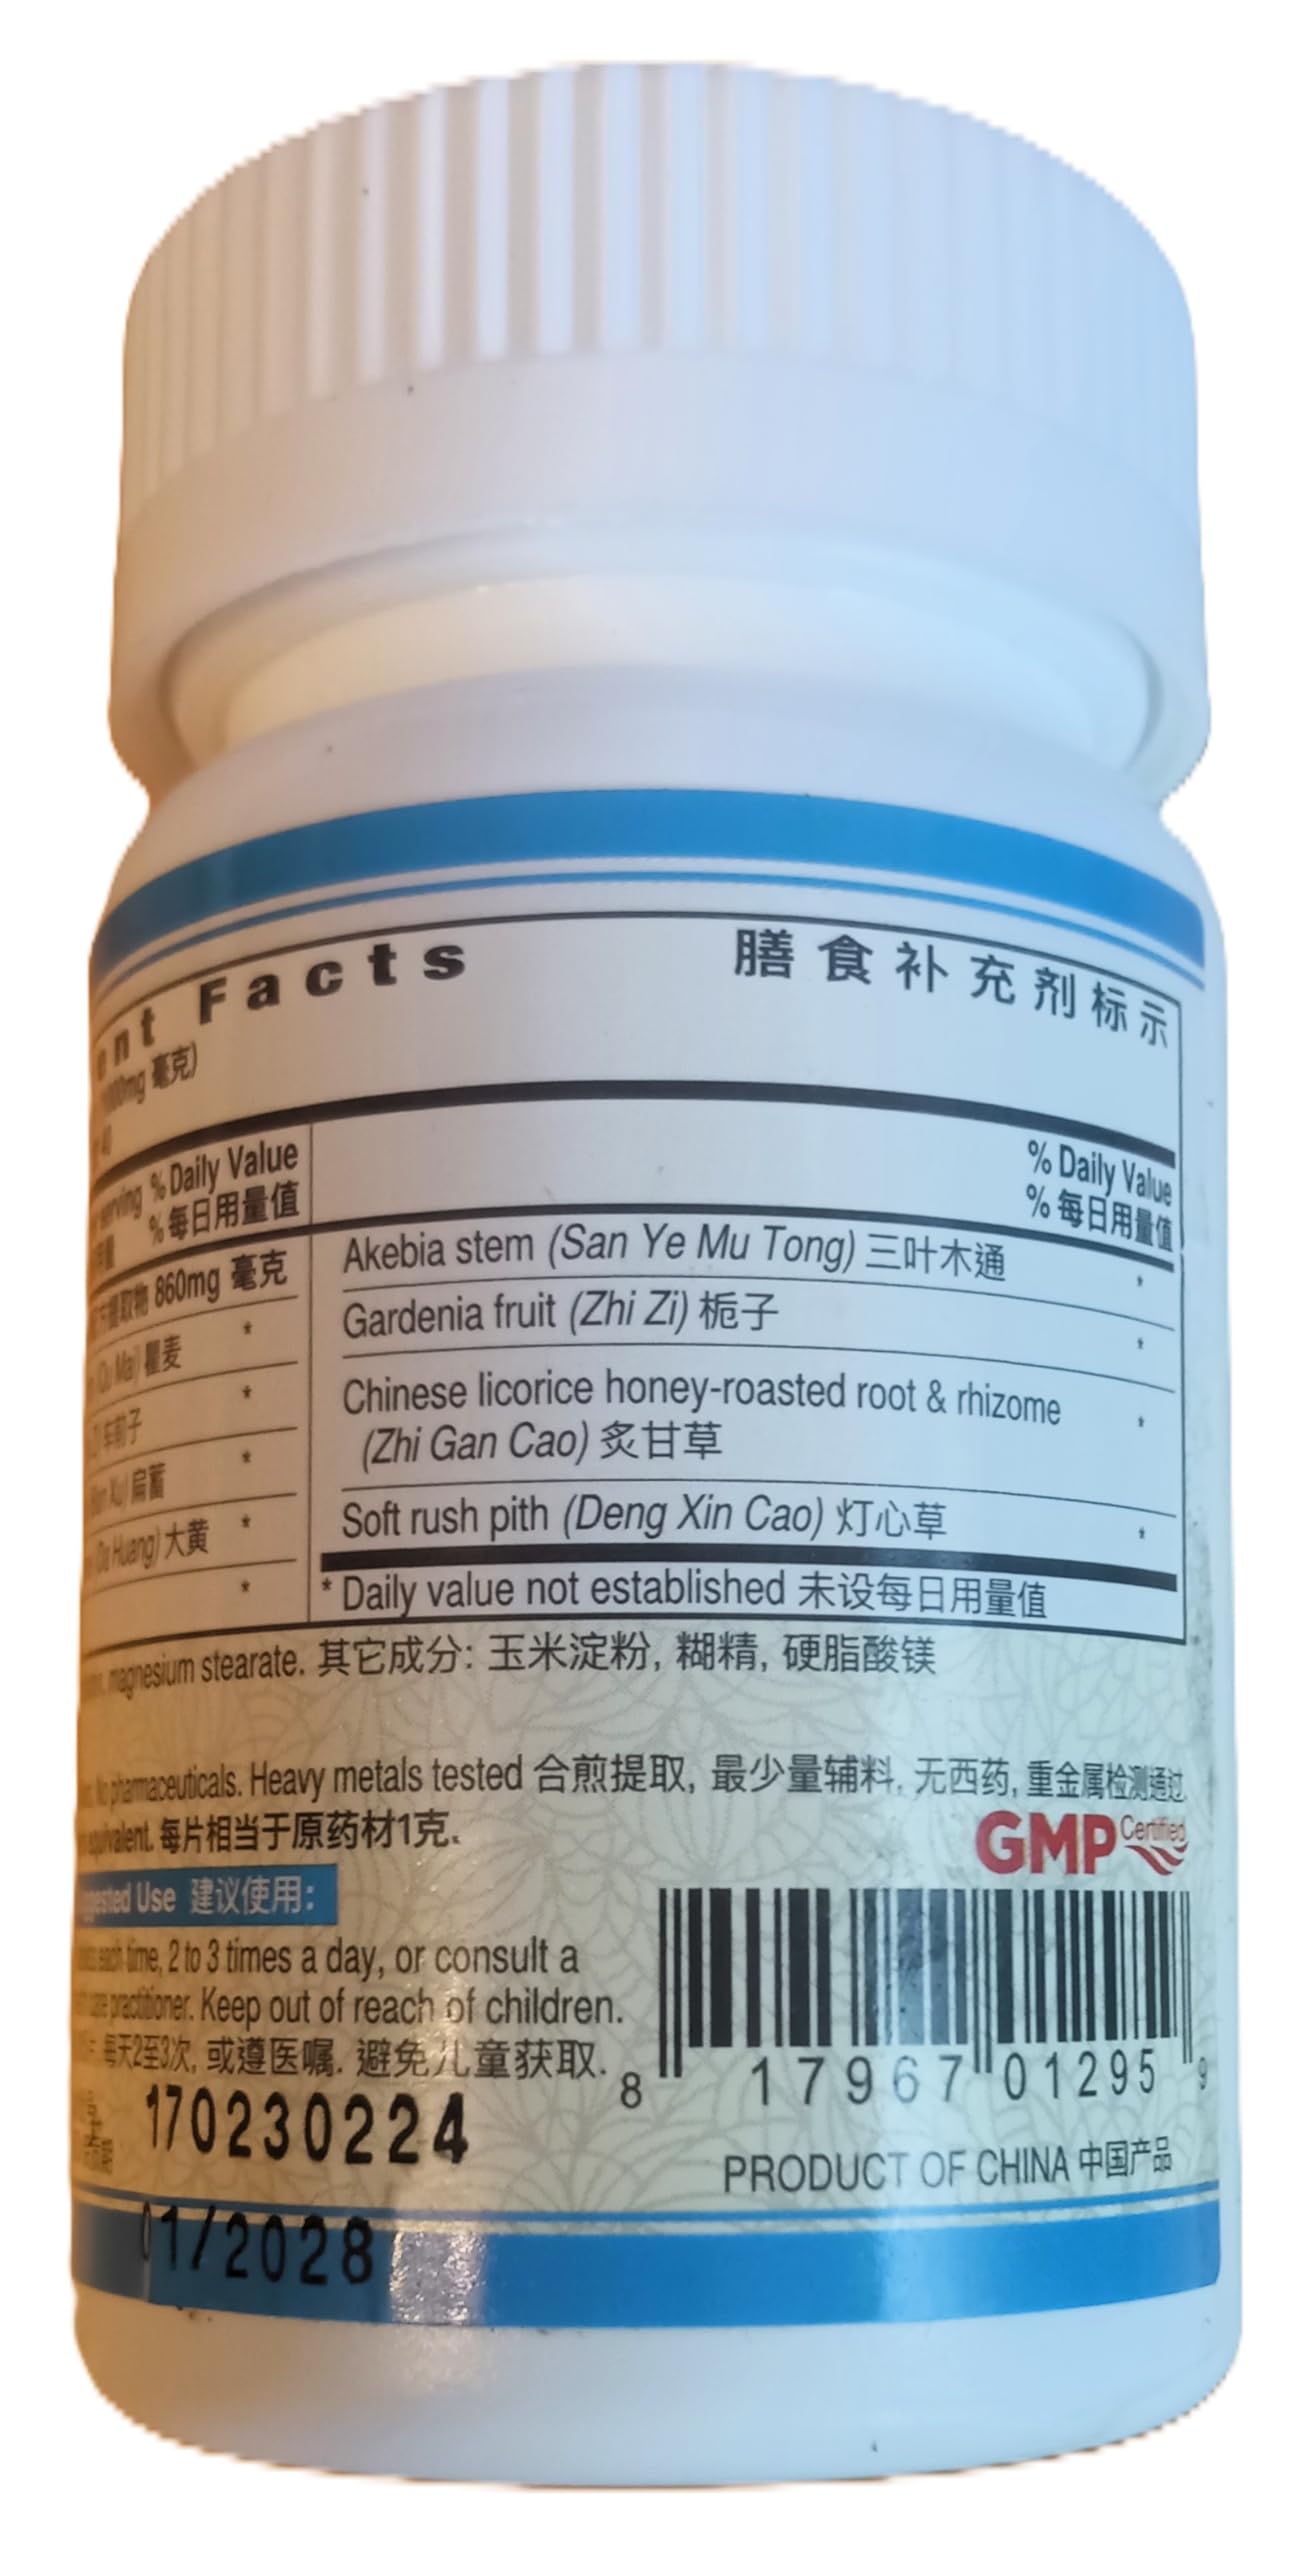 Facts 膳食补充剂标示
毫克)
40
% Daily Value
% 每日用量值
% Daily Value
% 每日用量值
860mg 毫克
瞿麦 *
车前子 *
扁蓄 *
(Da Huang) 大黄 *
*
Akebia stem (San Ye Mu Tong) 三叶木通 *
Gardenia fruit (Zhi Zi) 栀子 *
Chinese licorice honey-roasted root & rhizome *
(Zhi Gan Cao) 炙甘草
Soft rush pith (Deng Xin Cao) 灯心草 *
* Daily value not established 未设每日用量值
magnesium stearate. 其它成分: 玉米淀粉, 糊精, 硬脂酸镁
No pharmaceuticals. Heavy metals tested 合煎提取, 最少量辅料, 无西药, 重金属检测通过.
equivalent. 每片相当于原药材1克.
GMP Certified
Use 建议使用:
each time, 2 to 3 times a day, or consult a
practitioner. Keep out of reach of children.
每天2至3次, 或遵医嘱. 避免儿童获取.
8 17967 01295 9
170230224
PRODUCT OF CHINA 中国产品
01/2028